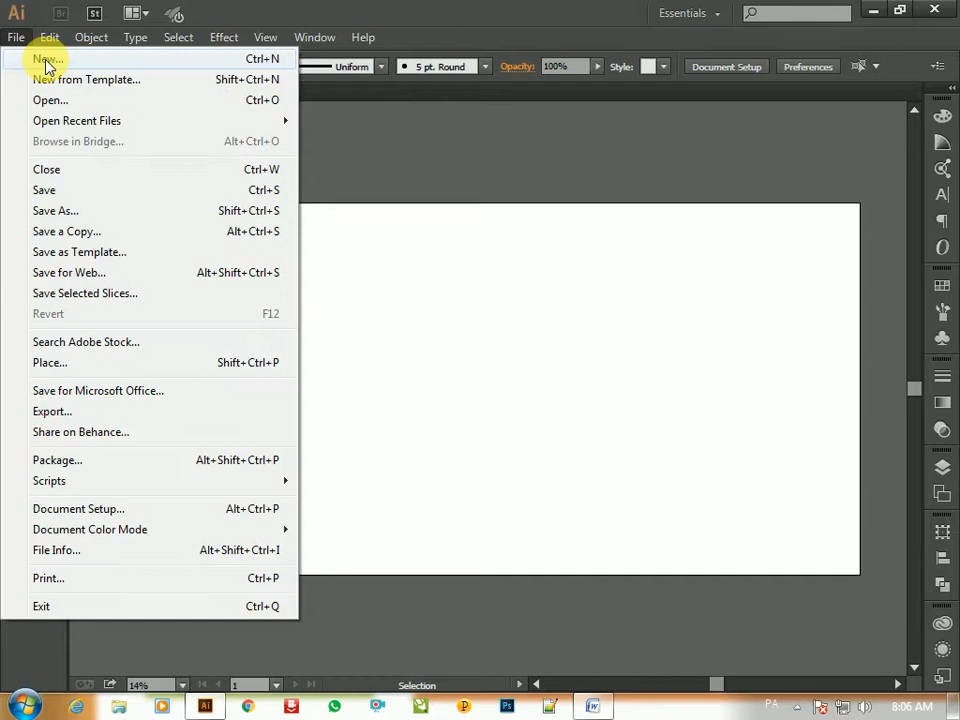 Ai Br St Essentials
File Edit Object Type Select Effect View Window Help
Uniform 5 pt. Round Opacity: 100% Style: Document Setup Preferences
New... Ctrl+N
New from Template... Shift+Ctrl+N
Open... Ctrl+O
Open Recent Files
Browse in Bridge... Alt+Ctrl+O
Close Ctrl+W
Save Ctrl+S
Save As... Shift+Ctrl+S
Save a Copy... Alt+Ctrl+S
Save as Template...
Save for Web... Alt+Shift+Ctrl+S
Save Selected Slices...
Revert F12
Search Adobe Stock...
Place... Shift+Ctrl+P
Save for Microsoft Office...
Export...
Share on Behance...
Package... Alt+Shift+Ctrl+P
Scripts
Document Setup... Alt+Ctrl+P
Document Color Mode
File Info... Alt+Shift+Ctrl+I
Print... Ctrl+P
Exit Ctrl+Q
14% 1 Selection
Ai Ps W PA 8:06 AM